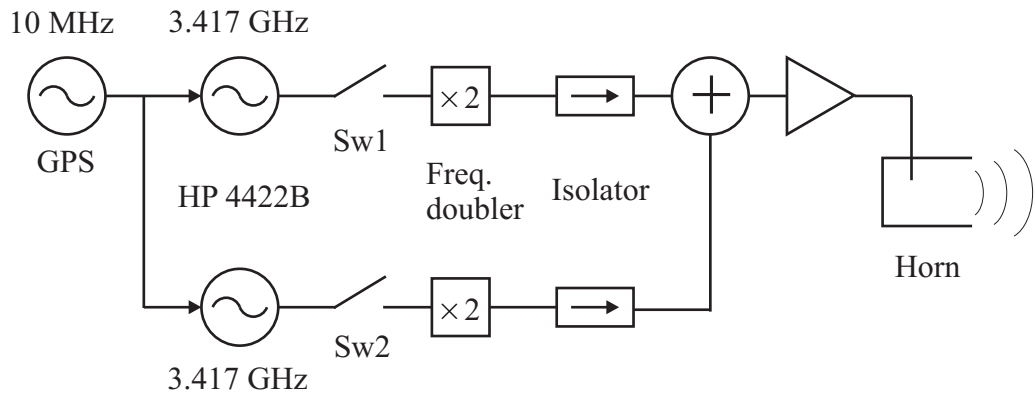 10 MHz
3.417 GHz
GPS
HP 4422B
Sw1
×2
Freq.
doubler
Isolator
+
Horn
Sw2
×2
3.417 GHz